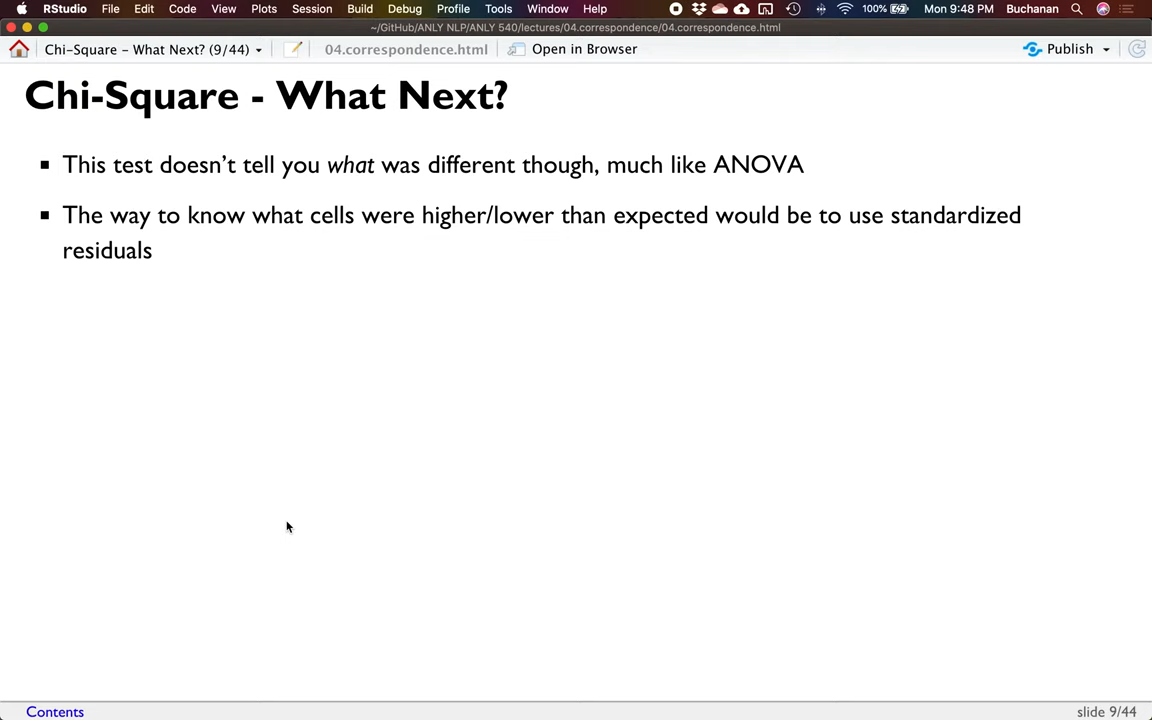 RStudio File Edit Code View Plots Session Build Debug Profile Tools Window Help 100% Mon 9:48 PM Buchanan
~/GitHub/ANLY NLP/ANLY 540/lectures/04.correspondence/04.correspondence.html
Chi-Square - What Next? (9/44) 04.correspondence.html Open in Browser Publish
Chi-Square - What Next?
This test doesn't tell you what was different though, much like ANOVA
The way to know what cells were higher/lower than expected would be to use standardized
residuals
Contents slide 9/44